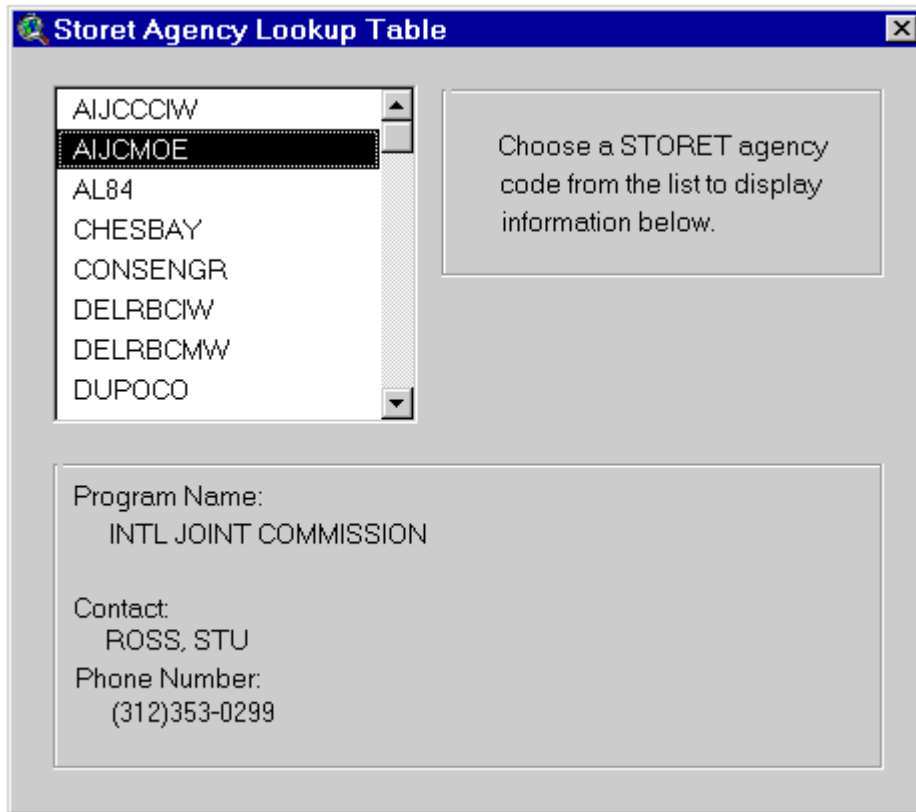 Storet Agency Lookup Table
AIJCCCIW
AIJCMOE
AL84
CHESBAY
CONSENGR
DELRBCIW
DELRBCMW
DUPOCO
Choose a STORET agency
code from the list to display
information below.
Program Name:
INTL JOINT COMMISSION
Contact:
ROSS, STU
Phone Number:
(312)353-0299